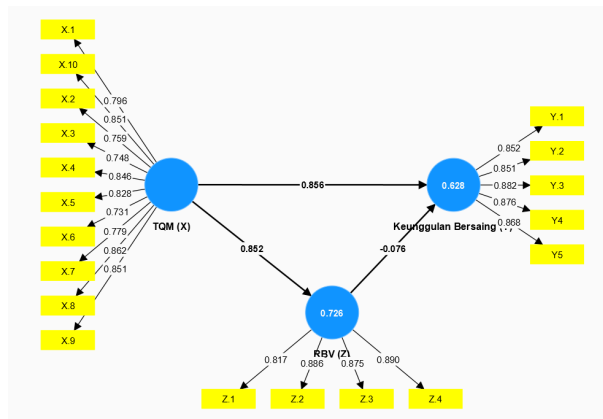 X.1
X.10
X.2
X.3
X.4
X.5
X.6
X.7
X.8
X.9
0.796
0.851
0.759
0.748
0.846
0.828
0.731
0.779
0.862
0.851
TQM (X)
0.856
0.852
-0.076
0.628
Keunggulan Bersaing
0.852
0.851
0.882
0.876
0.868
Y.1
Y.2
Y.3
Y4
Y5
0.726
RBV (Z)
0.817
0.886
0.875
0.890
Z.1
Z.2
Z.3
Z.4